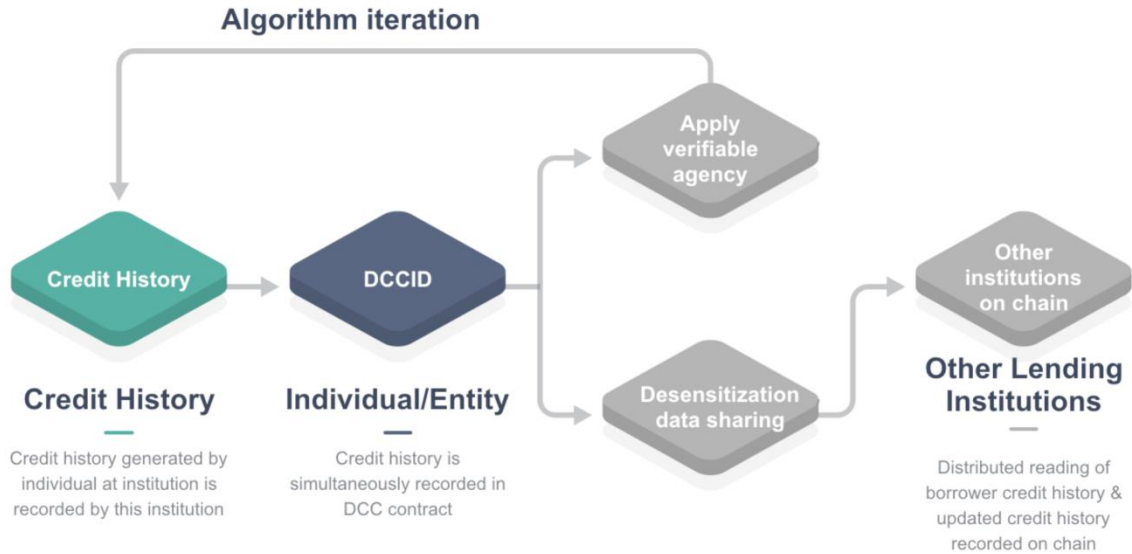 Algorithm iteration
Apply
verifiable
agency
Credit History
DCCID
Other
institutions
on chain
Desensitization
data sharing
Credit History
Credit history generated by
individual at institution is
recorded by this institution
Individual/Entity
Credit history is
simultaneously recorded in
DCC contract
Other Lending
Institutions
Distributed reading of
borrower credit history &
updated credit history
recorded on chain